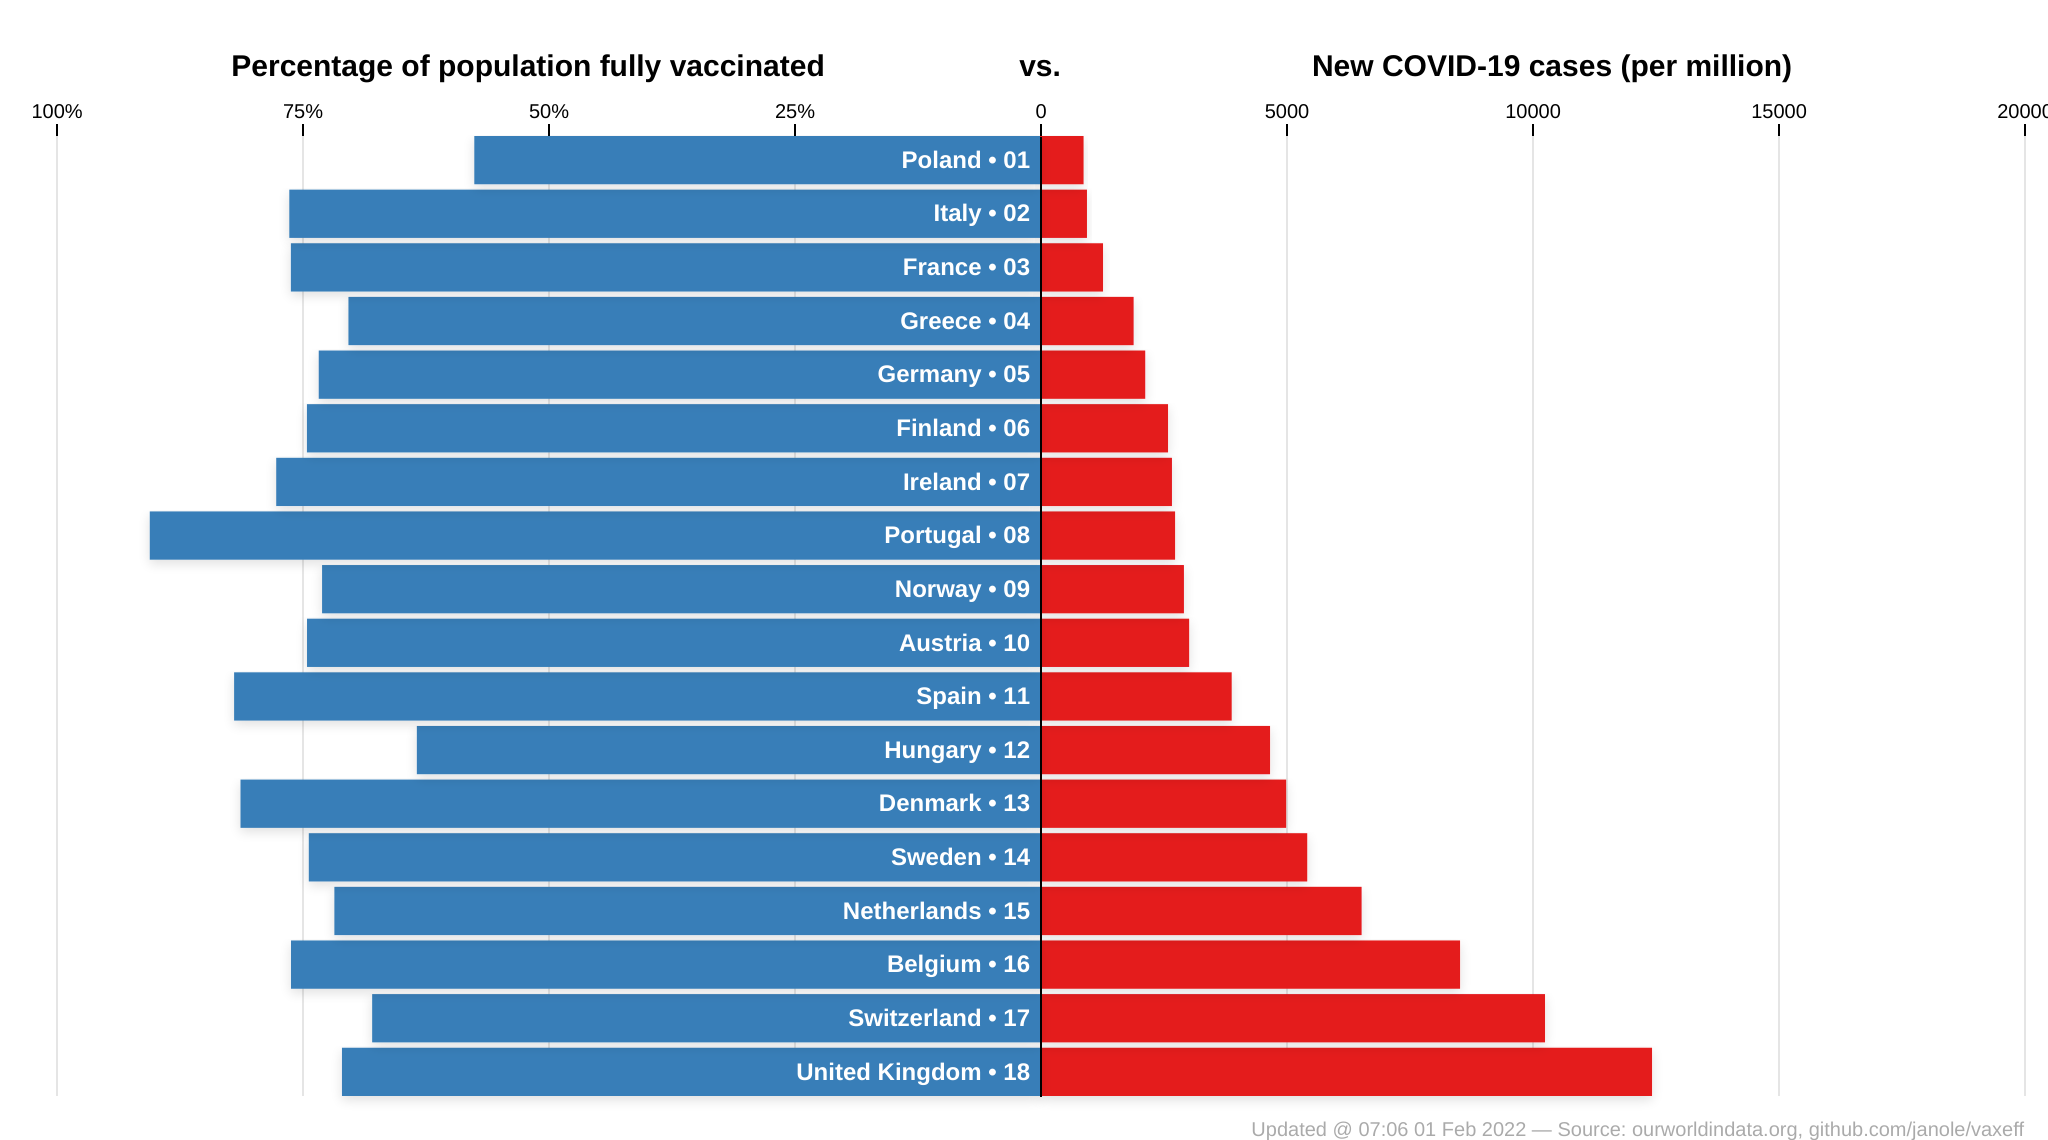 Percentage of population fully vaccinated vs. New COVID-19 cases (per million)
100% 75% 50% 25% 0 5000 10000 15000 20000
Poland • 01
Italy • 02
France • 03
Greece • 04
Germany • 05
Finland • 06
Ireland • 07
Portugal • 08
Norway • 09
Austria • 10
Spain • 11
Hungary • 12
Denmark • 13
Sweden • 14
Netherlands • 15
Belgium • 16
Switzerland • 17
United Kingdom • 18
Updated @ 07:06 01 Feb 2022 — Source: ourworldindata.org, github.com/janole/vaxeff